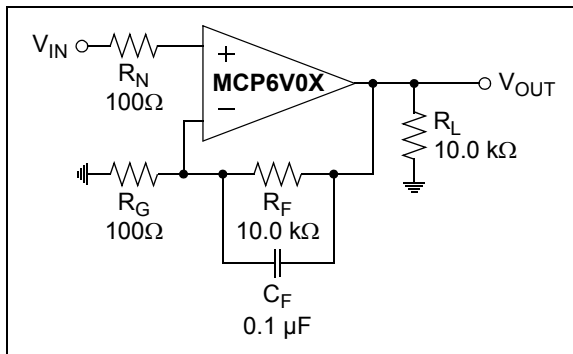 V_IN
R_N
100Ω
+
MCP6V0X
−
V_OUT
R_L
10.0 kΩ
R_G
100Ω
R_F
10.0 kΩ
C_F
0.1 µF